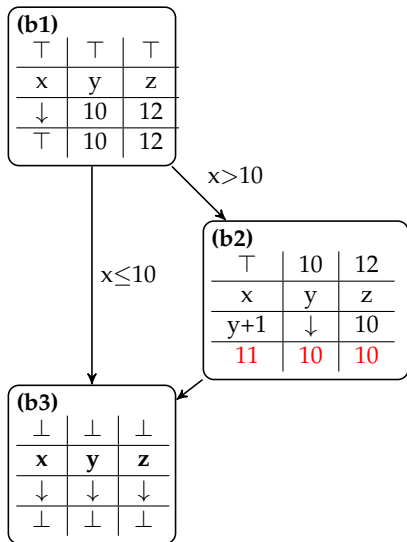 (b1)
⊤ ⊤ ⊤
x y z
↓ 10 12
⊤ 10 12
x>10
(b2)
⊤ 10 12
x y z
y+1 ↓ 10
11 10 10
x≤10
(b3)
⊥ ⊥ ⊥
x y z
↓ ↓ ↓
⊥ ⊥ ⊥